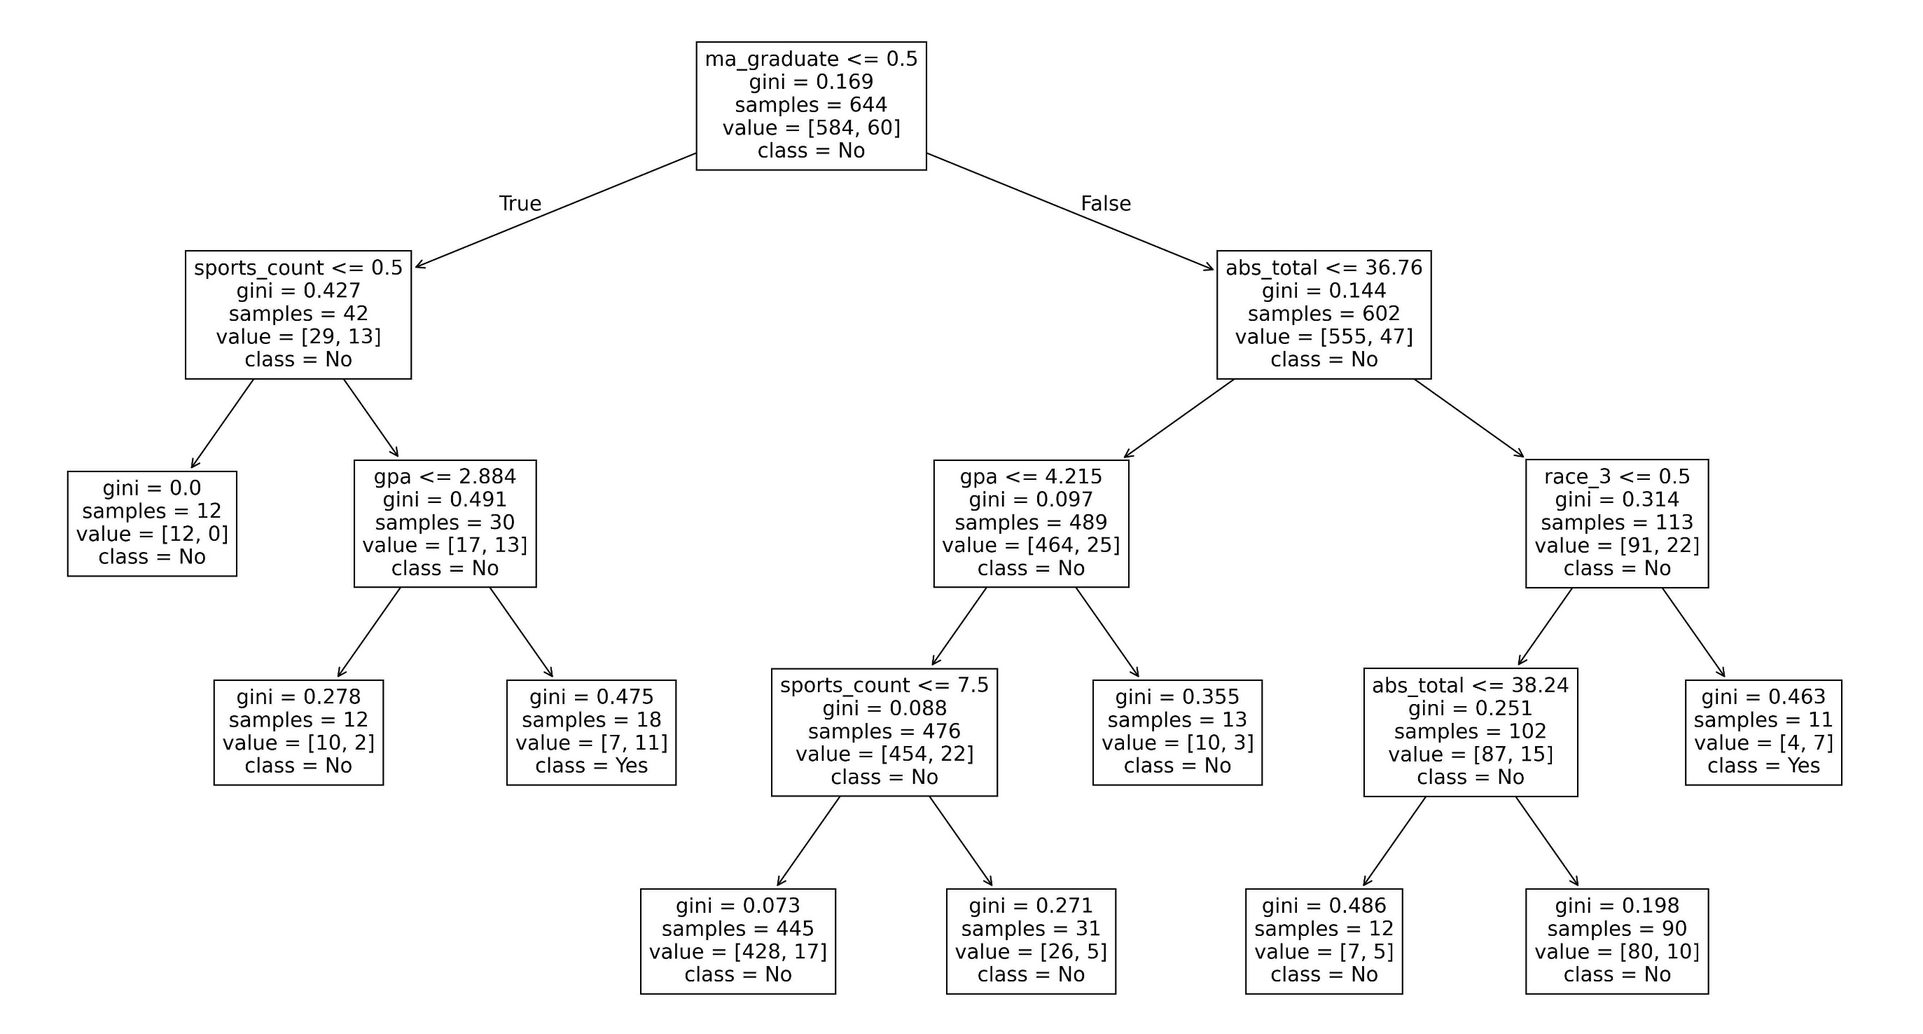 ma_graduate <= 0.5
gini = 0.169
samples = 644
value = [584, 60]
class = No
True
False
sports_count <= 0.5
gini = 0.427
samples = 42
value = [29, 13]
class = No
abs_total <= 36.76
gini = 0.144
samples = 602
value = [555, 47]
class = No
gini = 0.0
samples = 12
value = [12, 0]
class = No
gpa <= 2.884
gini = 0.491
samples = 30
value = [17, 13]
class = No
gpa <= 4.215
gini = 0.097
samples = 489
value = [464, 25]
class = No
race_3 <= 0.5
gini = 0.314
samples = 113
value = [91, 22]
class = No
gini = 0.278
samples = 12
value = [10, 2]
class = No
gini = 0.475
samples = 18
value = [7, 11]
class = Yes
sports_count <= 7.5
gini = 0.088
samples = 476
value = [454, 22]
class = No
gini = 0.355
samples = 13
value = [10, 3]
class = No
abs_total <= 38.24
gini = 0.251
samples = 102
value = [87, 15]
class = No
gini = 0.463
samples = 11
value = [4, 7]
class = Yes
gini = 0.073
samples = 445
value = [428, 17]
class = No
gini = 0.271
samples = 31
value = [26, 5]
class = No
gini = 0.486
samples = 12
value = [7, 5]
class = No
gini = 0.198
samples = 90
value = [80, 10]
class = No